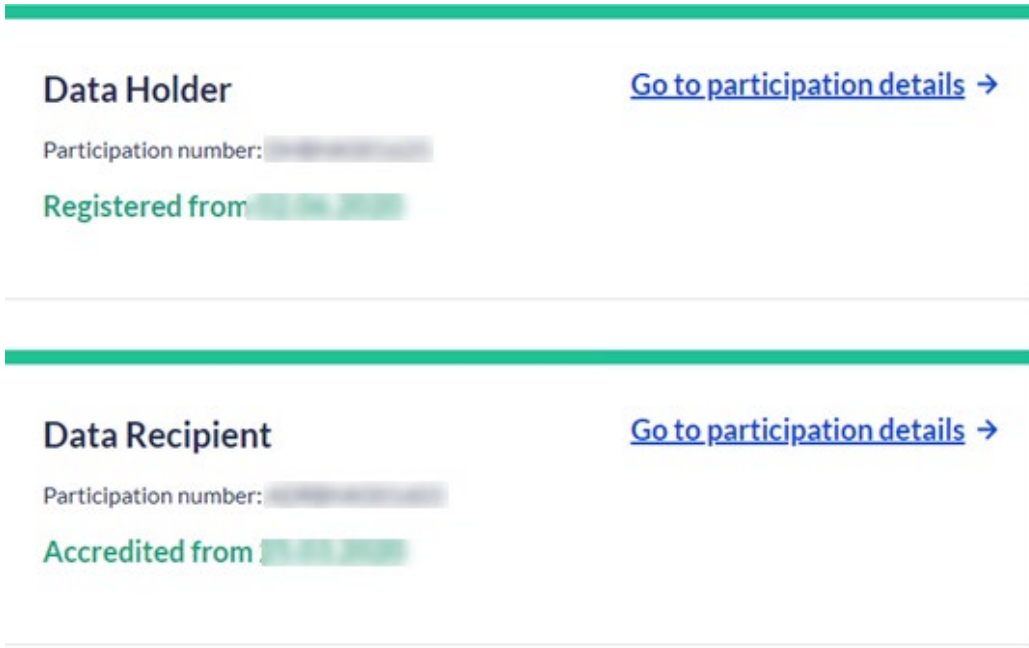 Data Holder
Go to participation details →
Participation number:
Registered from
Data Recipient
Go to participation details →
Participation number:
Accredited from